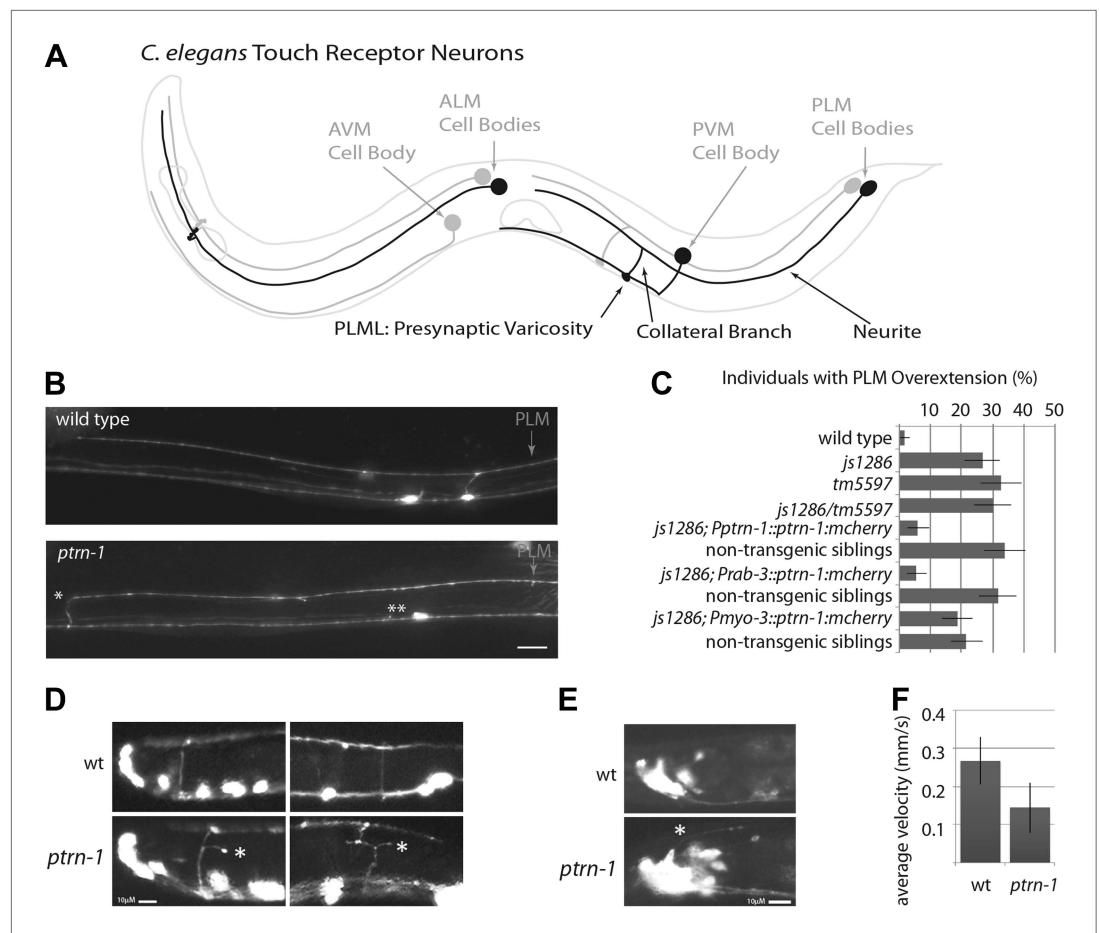 A
C. elegans Touch Receptor Neurons
AVM
Cell Body
ALM
Cell Bodies
PVM
Cell Body
PLM
Cell Bodies
PLML: Presynaptic Varicosity
Collateral Branch
Neurite
B
wild type
PLM
ptrn-1
PLM
*
**
C
Individuals with PLM Overextension (%)
10 20 30 40 50
wild type
js1286
tm5597
js1286/tm5597
js1286; Pptrn-1::ptrn-1:mcherry
non-transgenic siblings
js1286; Prab-3::ptrn-1:mcherry
non-transgenic siblings
js1286; Pmyo-3::ptrn-1:mcherry
non-transgenic siblings
D
wt
ptrn-1
*
*
10μM
E
wt
ptrn-1
*
10μM
F
average velocity (mm/s)
0.4
0.3
0.2
0.1
wt
ptrn-1